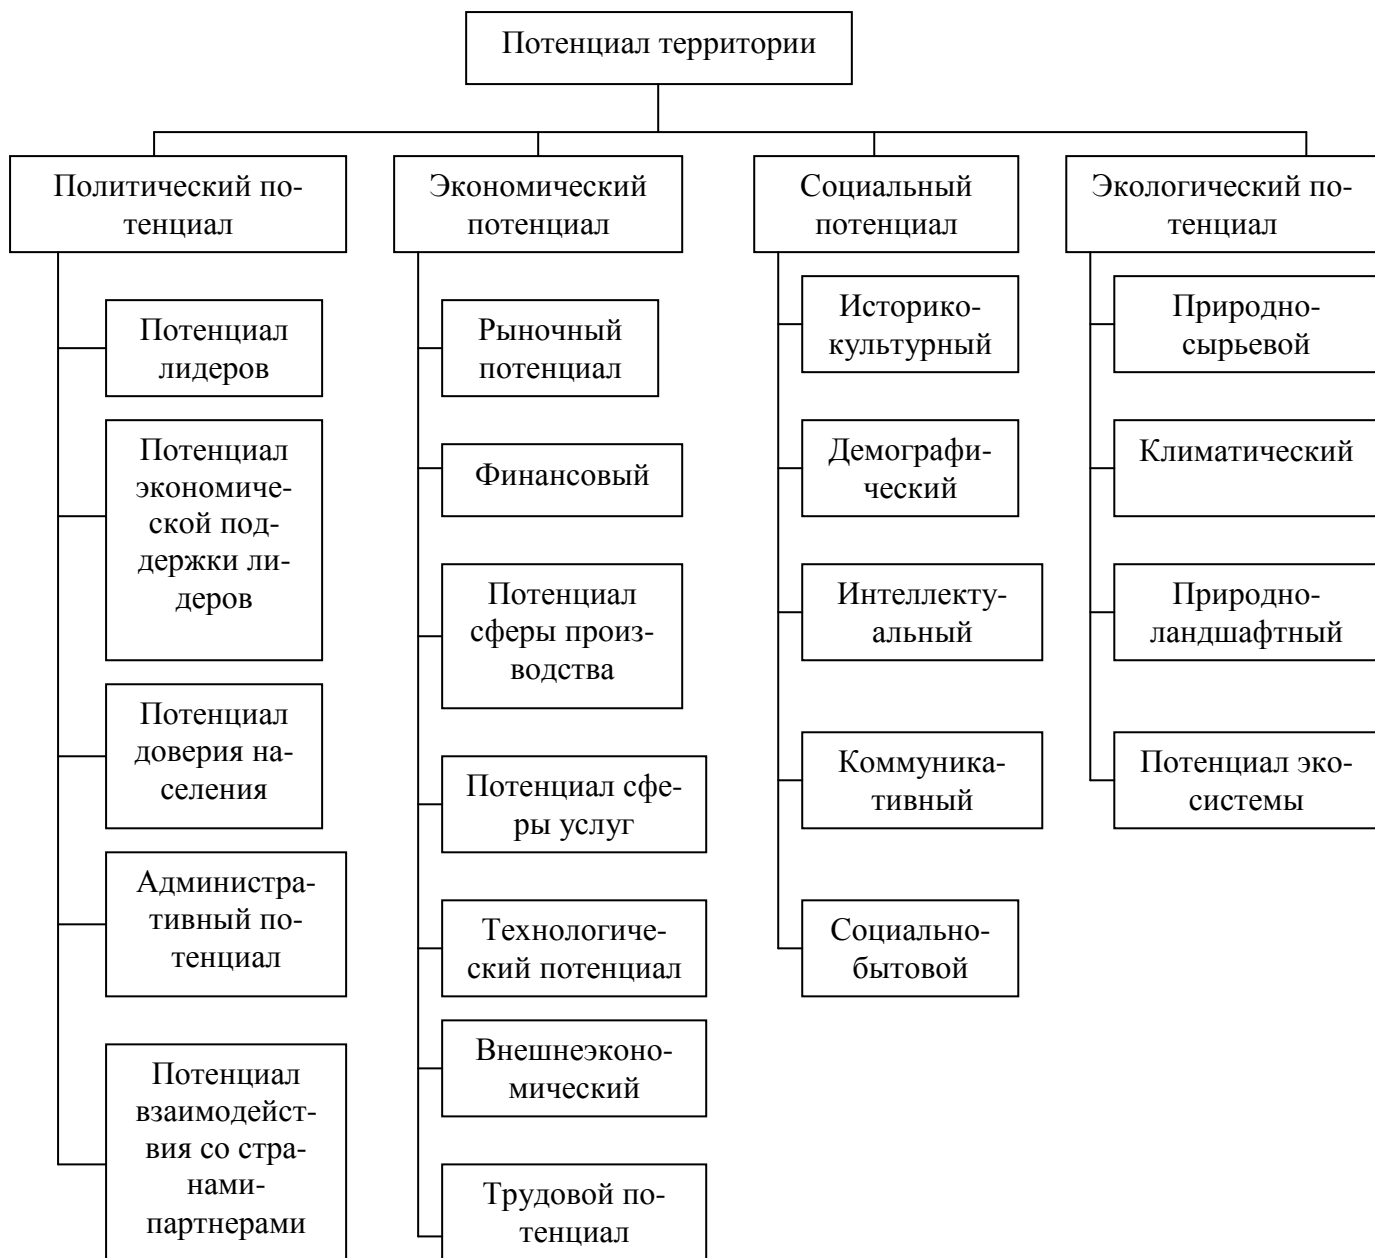 Потенциал территории
Политический по-
тенциал
Экономический
потенциал
Социальный
потенциал
Экологический по-
тенциал
Потенциал
лидеров
Потенциал
экономиче-
ской под-
держки ли-
деров
Потенциал
доверия на-
селения
Администра-
тивный по-
тенциал
Потенциал
взаимодейст-
вия со стра-
нами-
партнерами
Рыночный
потенциал
Финансовый
Потенциал
сферы произ-
водства
Потенциал сфе-
ры услуг
Технологиче-
ский потенциал
Внешнеэконо-
мический
Трудовой по-
тенциал
Историко-
культурный
Демографи-
ческий
Интеллекту-
альный
Коммуника-
тивный
Социально-
бытовой
Природно-
сырьевой
Климатический
Природно-
ландшафтный
Потенциал эко-
системы